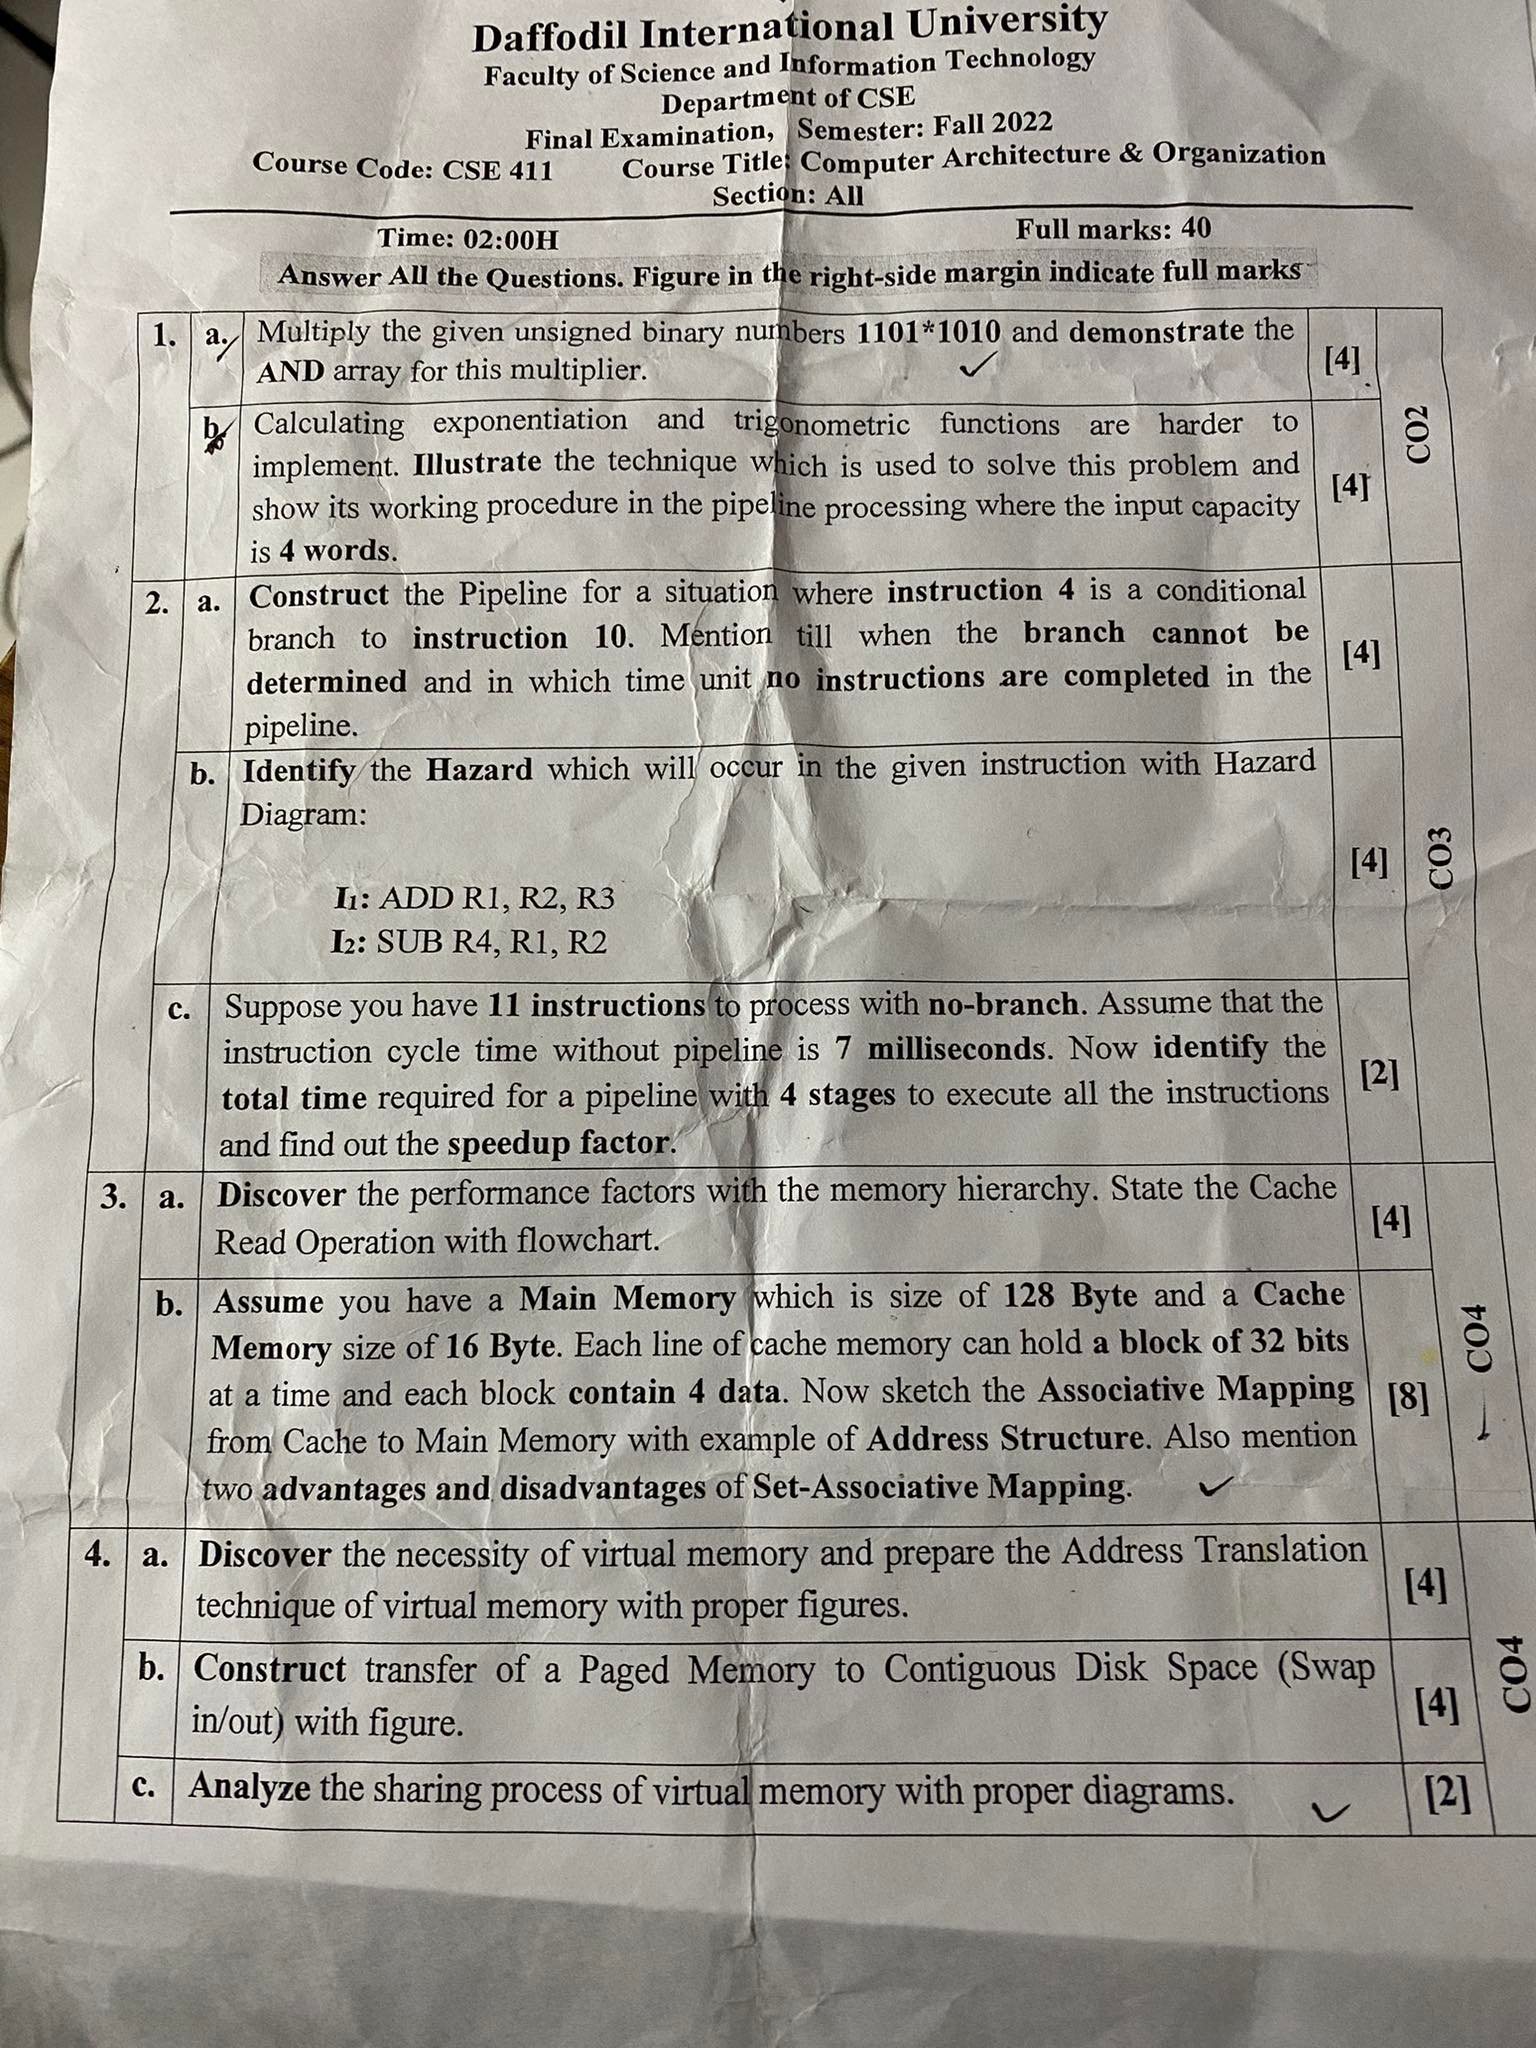 Daffodil International University
Faculty of Science and Information Technology
Department of CSE
Final Examination, Semester: Fall 2022
Course Code: CSE 411 Course Title: Computer Architecture & Organization
Section: All
Time: 02:00H Full marks: 40
Answer All the Questions. Figure in the right-side margin indicate full marks
1. a. Multiply the given unsigned binary numbers 1101*1010 and demonstrate the
AND array for this multiplier. [4]
b. Calculating exponentiation and trigonometric functions are harder to
implement. Illustrate the technique which is used to solve this problem and
show its working procedure in the pipeline processing where the input capacity
is 4 words. [4]
CO2
2. a. Construct the Pipeline for a situation where instruction 4 is a conditional
branch to instruction 10. Mention till when the branch cannot be
determined and in which time unit no instructions are completed in the
pipeline. [4]
b. Identify the Hazard which will occur in the given instruction with Hazard
Diagram: [4]
I1: ADD R1, R2, R3
I2: SUB R4, R1, R2
c. Suppose you have 11 instructions to process with no-branch. Assume that the
instruction cycle time without pipeline is 7 milliseconds. Now identify the
total time required for a pipeline with 4 stages to execute all the instructions
and find out the speedup factor. [2]
CO3
3. a. Discover the performance factors with the memory hierarchy. State the Cache
Read Operation with flowchart. [4]
b. Assume you have a Main Memory which is size of 128 Byte and a Cache
Memory size of 16 Byte. Each line of cache memory can hold a block of 32 bits
at a time and each block contain 4 data. Now sketch the Associative Mapping
from Cache to Main Memory with example of Address Structure. Also mention
two advantages and disadvantages of Set-Associative Mapping. [8]
CO4
4. a. Discover the necessity of virtual memory and prepare the Address Translation
technique of virtual memory with proper figures. [4]
b. Construct transfer of a Paged Memory to Contiguous Disk Space (Swap
in/out) with figure. [4]
c. Analyze the sharing process of virtual memory with proper diagrams. [2]
CO4